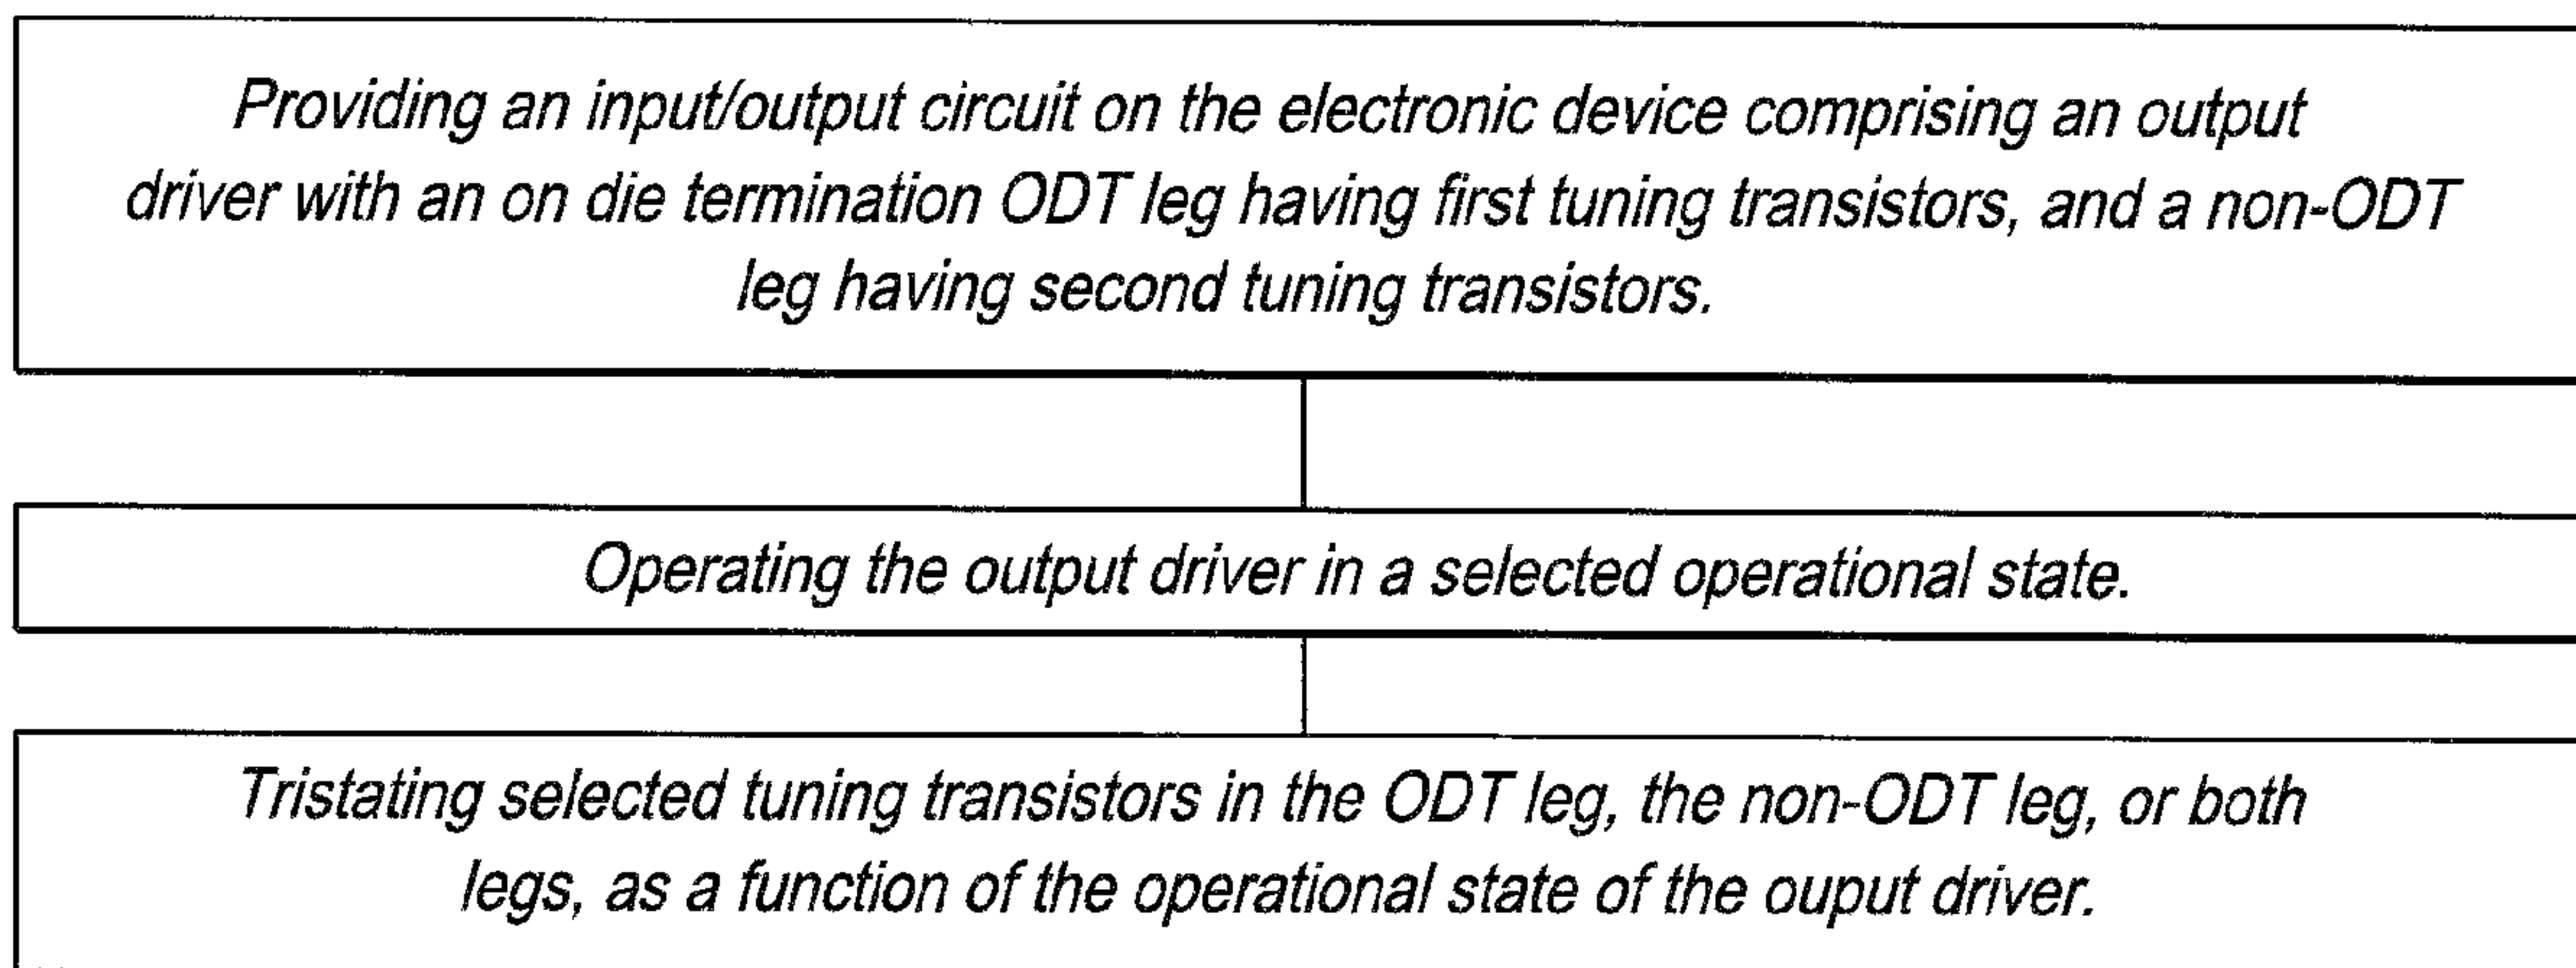 Providing an input/output circuit on the electronic device comprising an output
driver with an on die termination ODT leg having first tuning transistors, and a non-ODT
leg having second tuning transistors.
Operating the output driver in a selected operational state.
Tristating selected tuning transistors in the ODT leg, the non-ODT leg, or both
legs, as a function of the operational state of the ouput driver.